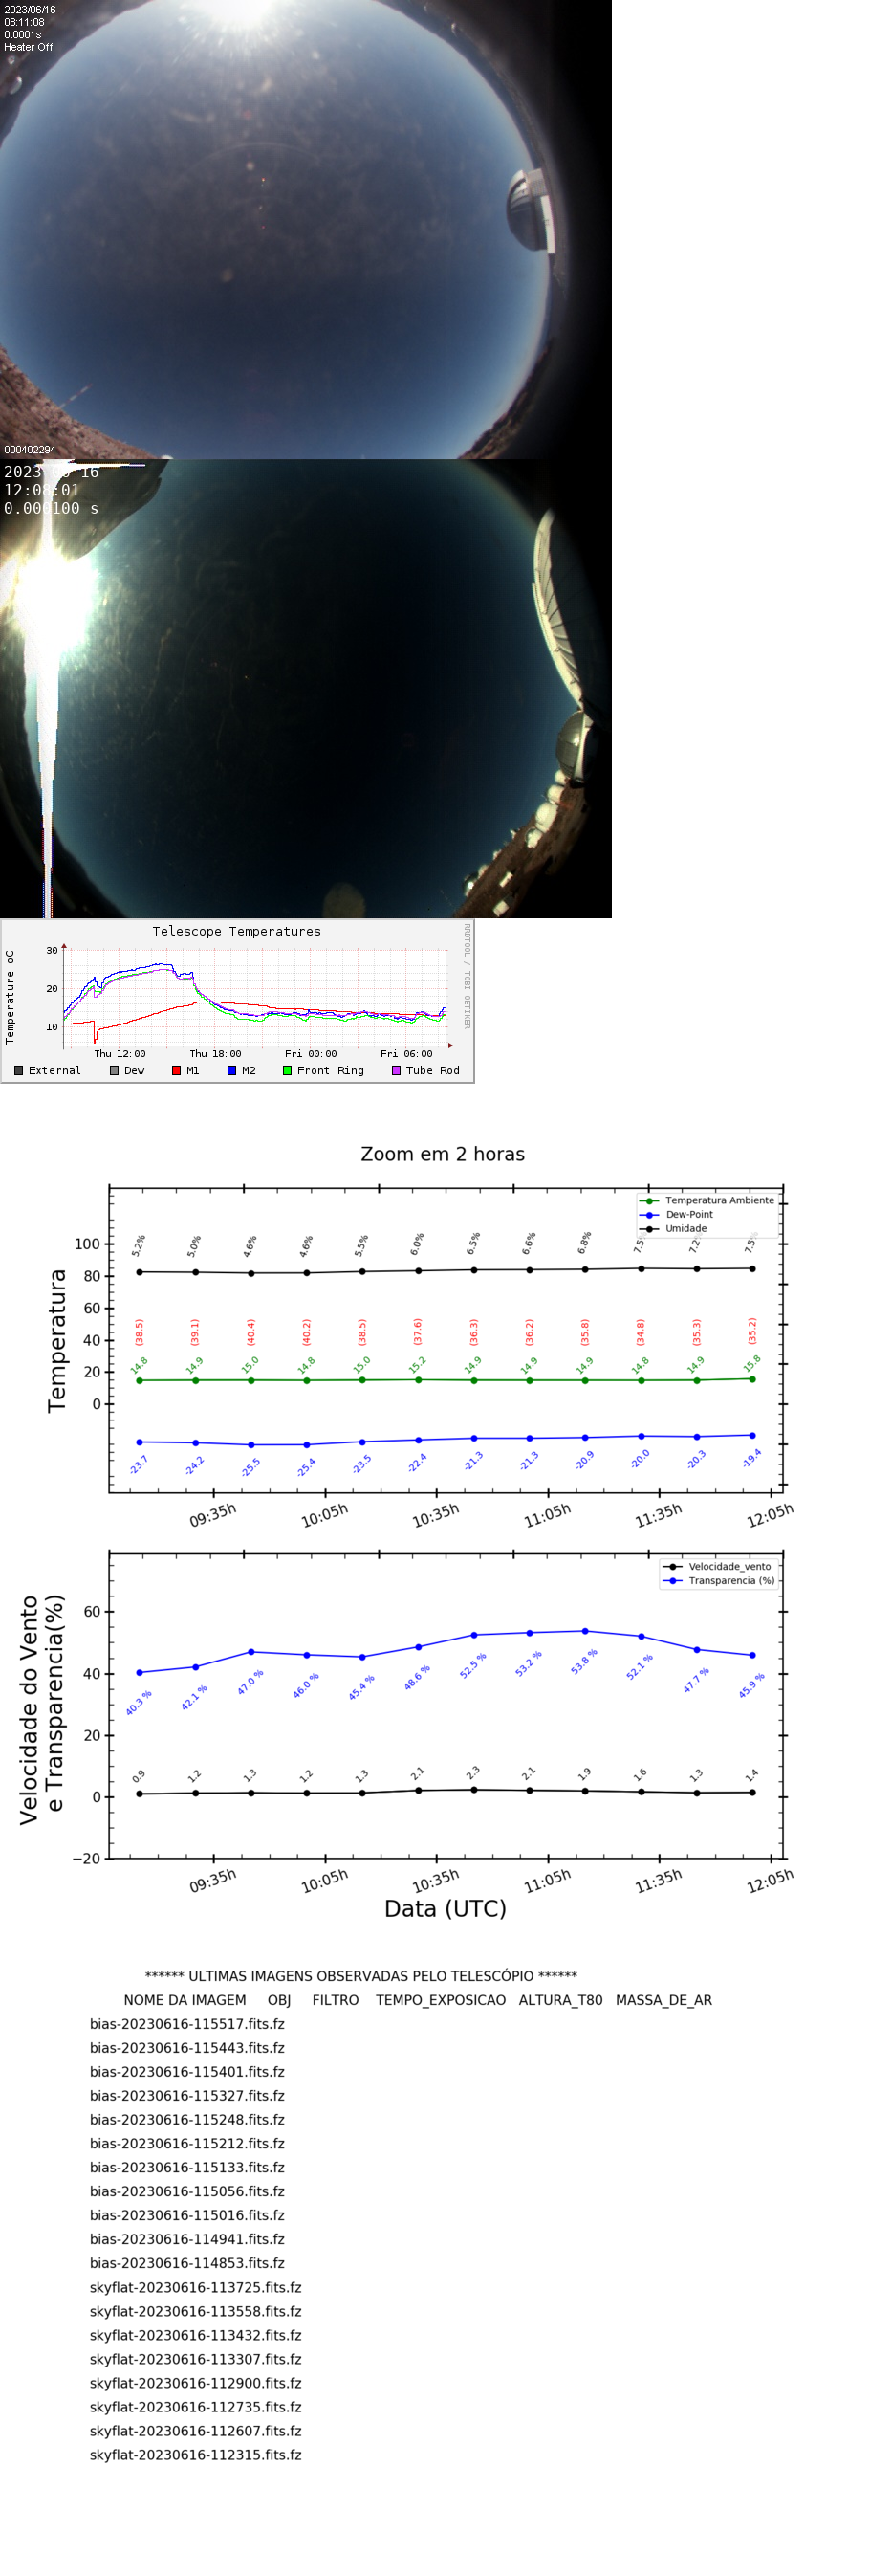 2023/06/16
08:11:08
0.0001s
Heater Off
000402294
12:08:01
0.000100 s
Telescope Temperatures
Temperature oC
RRDTOOL / TOBI OETIKER
30
20
10
Thu 12:00 Thu 18:00 Fri 00:00 Fri 06:00
External Dew M1 M2 Front Ring Tube Rod
Zoom em 2 horas
Temperatura Ambiente
Dew-Point
Umidade
Temperatura
100
80
60
40
20
0
5.2% 5.0% 4.6% 4.6% 5.5% 6.0% 6.5% 6.6% 6.8% 7.5 7.2 7.5
(38.5) (39.1) (40.4) (40.2) (38.5) (37.6) (36.3) (36.2) (35.8) (34.8) (35.3) (35.2)
14.8 14.9 15.0 14.8 15.0 15.2 14.9 14.9 14.9 14.8 14.9 15.8
-23.7 -24.2 -25.5 -25.4 -23.5 -22.4 -21.3 -21.3 -20.9 -20.0 -20.3 -19.4
09:35h 10:05h 10:35h 11:05h 11:35h 12:05h
Velocidade_vento
Transparencia (%)
Velocidade do Vento
e Transparencia(%)
60
40
20
0
−20
40.3 % 42.1 % 47.0 % 46.0 % 45.4 % 48.6 % 52.5 % 53.2 % 53.8 % 52.1 % 47.7 % 45.9 %
0.9 1.2 1.3 1.2 1.3 2.1 2.3 2.1 1.9 1.6 1.3 1.4
09:35h 10:05h 10:35h 11:05h 11:35h 12:05h
Data (UTC)
****** ULTIMAS IMAGENS OBSERVADAS PELO TELESCÓPIO ******
NOME DA IMAGEM OBJ FILTRO TEMPO_EXPOSICAO ALTURA_T80 MASSA_DE_AR
bias-20230616-115517.fits.fz
bias-20230616-115443.fits.fz
bias-20230616-115401.fits.fz
bias-20230616-115327.fits.fz
bias-20230616-115248.fits.fz
bias-20230616-115212.fits.fz
bias-20230616-115133.fits.fz
bias-20230616-115056.fits.fz
bias-20230616-115016.fits.fz
bias-20230616-114941.fits.fz
bias-20230616-114853.fits.fz
skyflat-20230616-113725.fits.fz
skyflat-20230616-113558.fits.fz
skyflat-20230616-113432.fits.fz
skyflat-20230616-113307.fits.fz
skyflat-20230616-112900.fits.fz
skyflat-20230616-112735.fits.fz
skyflat-20230616-112607.fits.fz
skyflat-20230616-112315.fits.fz